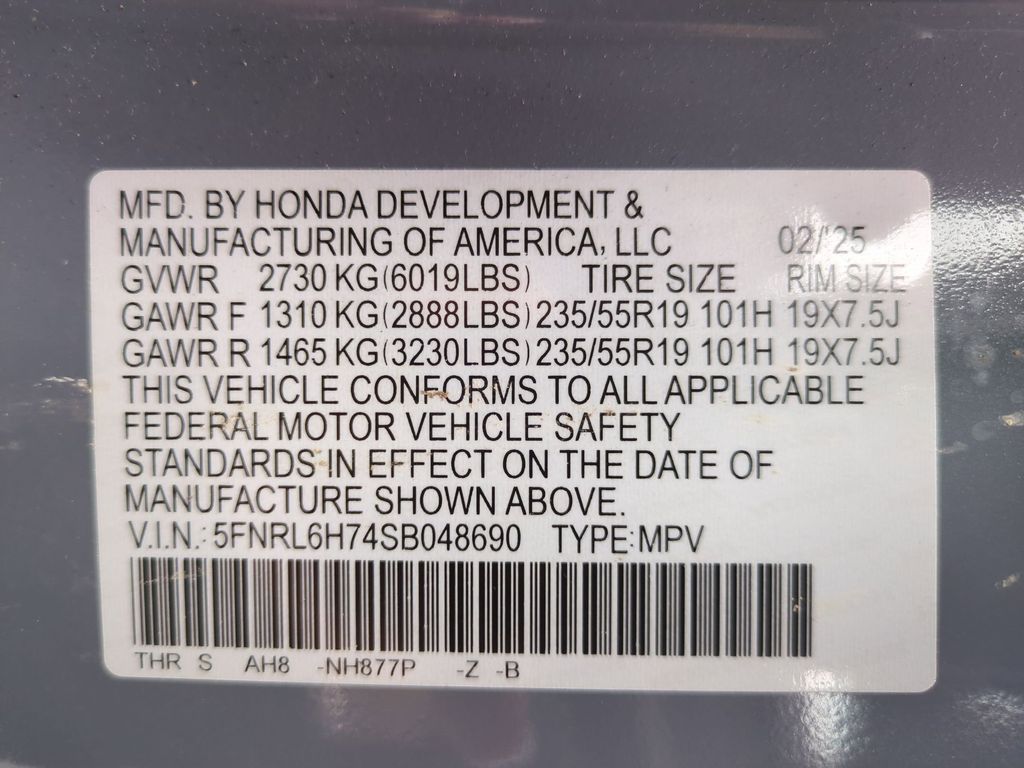 MFD. BY HONDA DEVELOPMENT &
MANUFACTURING OF AMERICA, LLC 02/'25
GVWR 2730 KG(6019LBS) TIRE SIZE RIM SIZE
GAWR F 1310 KG(2888LBS) 235/55R19 101H 19X7.5J
GAWR R 1465 KG(3230LBS) 235/55R19 101H 19X7.5J
THIS VEHICLE CONFORMS TO ALL APPLICABLE
FEDERAL MOTOR VEHICLE SAFETY
STANDARDS IN EFFECT ON THE DATE OF
MANUFACTURE SHOWN ABOVE.
V.I.N.: 5FNRL6H74SB048690 TYPE:MPV
THR S AH8 -NH877P -Z -B